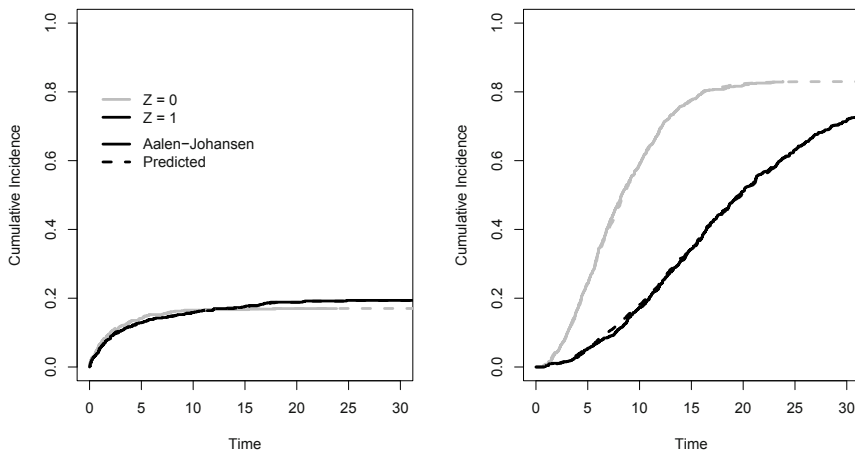 Cumulative Incidence
1.0
0.8
0.6
0.4
0.2
0.0
Z = 0
Z = 1
Aalen−Johansen
Predicted
0 5 10 15 20 25 30
Time
Cumulative Incidence
1.0
0.8
0.6
0.4
0.2
0.0
0 5 10 15 20 25 30
Time